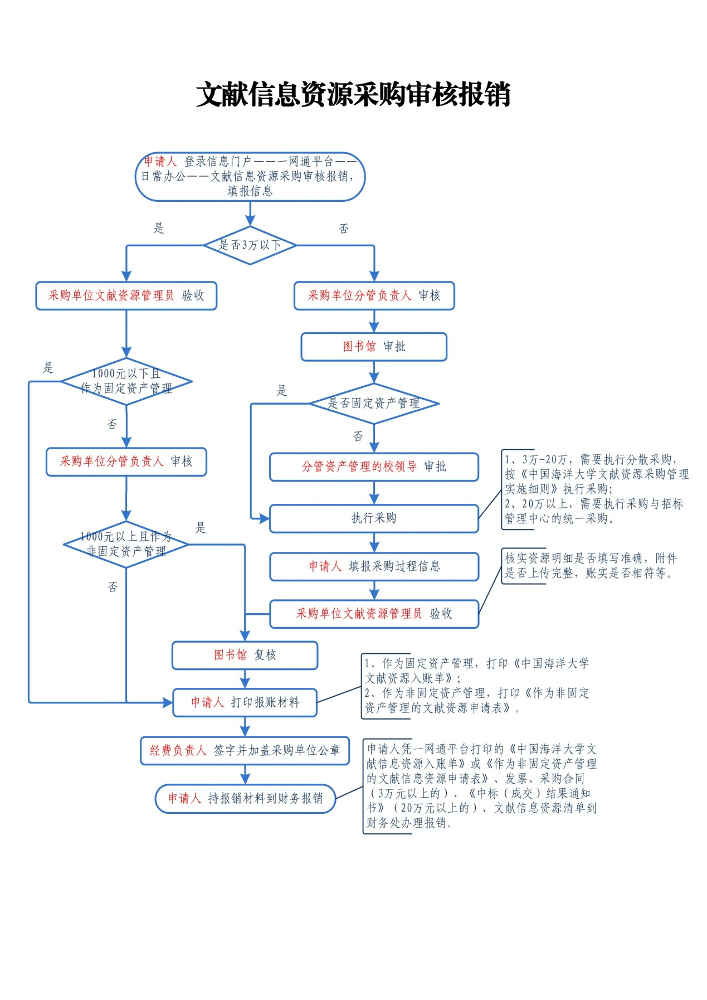 文献信息资源采购审核报销
申请人 登录信息门户——一网通平台——
日常办公——文献信息资源采购审核报销，
填报信息
是
否
是否3万以下
采购单位文献资源管理员 验收
采购单位分管负责人 审核
图书馆 审批
是
1000元以下且
作为固定资产管理
是
是否固定资产管理
否
否
采购单位分管负责人 审核
分管资产管理的校领导 审批
1、3万-20万，需要执行分散采购，
按《中国海洋大学文献资源采购管理
实施细则》执行采购；
2、20万以上，需要执行采购与招标
管理中心的统一采购。
执行采购
是
1000元以上且作为
非固定资产管理
申请人 填报采购过程信息
核实资源明细是否填写准确，附件
是否上传完整，账实是否相符等。
否
采购单位文献资源管理员 验收
图书馆 复核
1、作为固定资产管理，打印《中国海洋大学
文献资源入账单》；
2、作为非固定资产管理，打印《作为非固定
资产管理的文献资源申请表》。
申请人 打印报账材料
经费负责人 签字并加盖采购单位公章
申请人凭一网通平台打印的《中国海洋大学文
献信息资源入账单》或《作为非固定资产管理
的文献信息资源申请表》、发票、采购合同
（3万元以上的）、《中标（成交）结果通知
书》（20万元以上的）、文献信息资源清单到
财务处办理报销。
申请人 持报销材料到财务报销